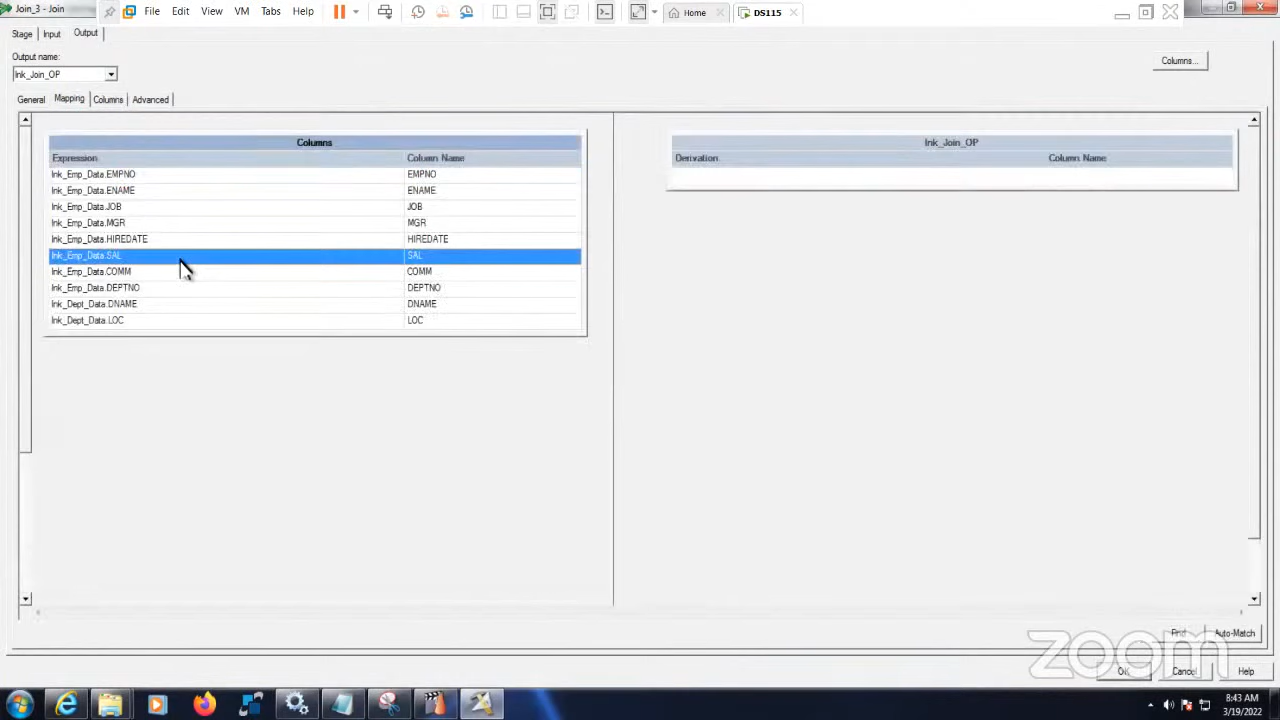 Join_3 - Join
File Edit View VM Tabs Help
Home
DS115
Stage Input Output
Output name:
lnk_Join_OP
Columns...
General Mapping Columns Advanced
Columns
Expression Column Name
lnk_Emp_Data.EMPNO EMPNO
lnk_Emp_Data.ENAME ENAME
lnk_Emp_Data.JOB JOB
lnk_Emp_Data.MGR MGR
lnk_Emp_Data.HIREDATE HIREDATE
lnk_Emp_Data.SAL SAL
lnk_Emp_Data.COMM COMM
lnk_Emp_Data.DEPTNO DEPTNO
lnk_Dept_Data.DNAME DNAME
lnk_Dept_Data.LOC LOC
lnk_Join_OP
Derivation Column Name
Find Auto-Match
zoom
OK Cancel Help
8:43 AM
3/19/2022